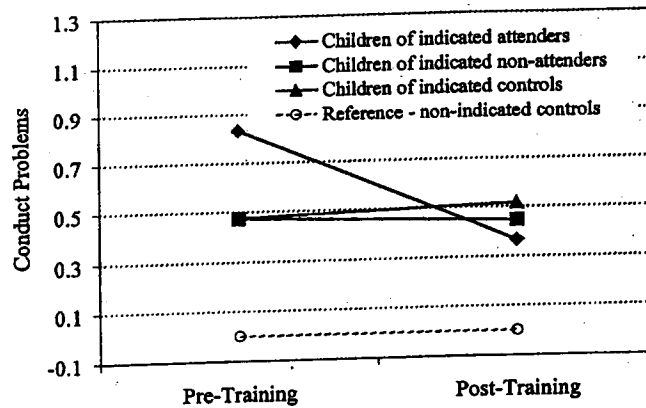 1.3
1.1
0.9
0.7
0.5
0.3
0.1
-0.1
Conduct Problems
Children of indicated attenders
Children of indicated non-attenders
Children of indicated controls
Reference - non-indicated controls
Pre-Training
Post-Training